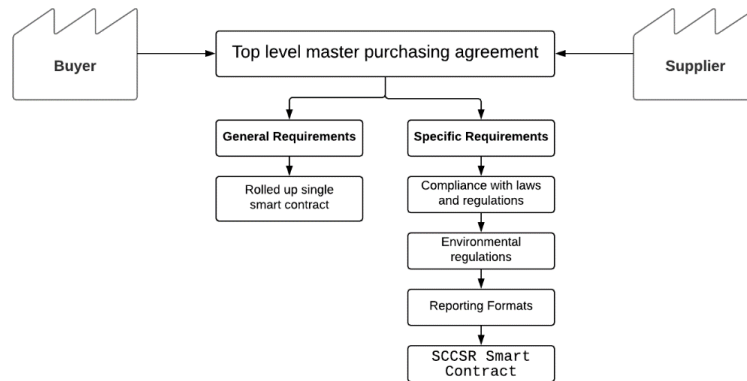 Buyer
Top level master purchasing agreement
Supplier
General Requirements
Specific Requirements
Rolled up single
smart contract
Compliance with laws
and regulations
Environmental
regulations
Reporting Formats
SCCSR Smart
Contract